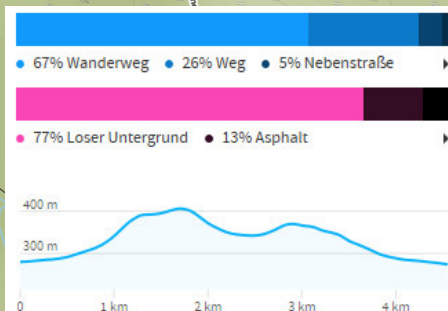 67% Wanderweg 26% Weg 5% Nebenstraße
77% Loser Untergrund 13% Asphalt
400 m
300 m
0 1 km 2 km 3 km 4 km